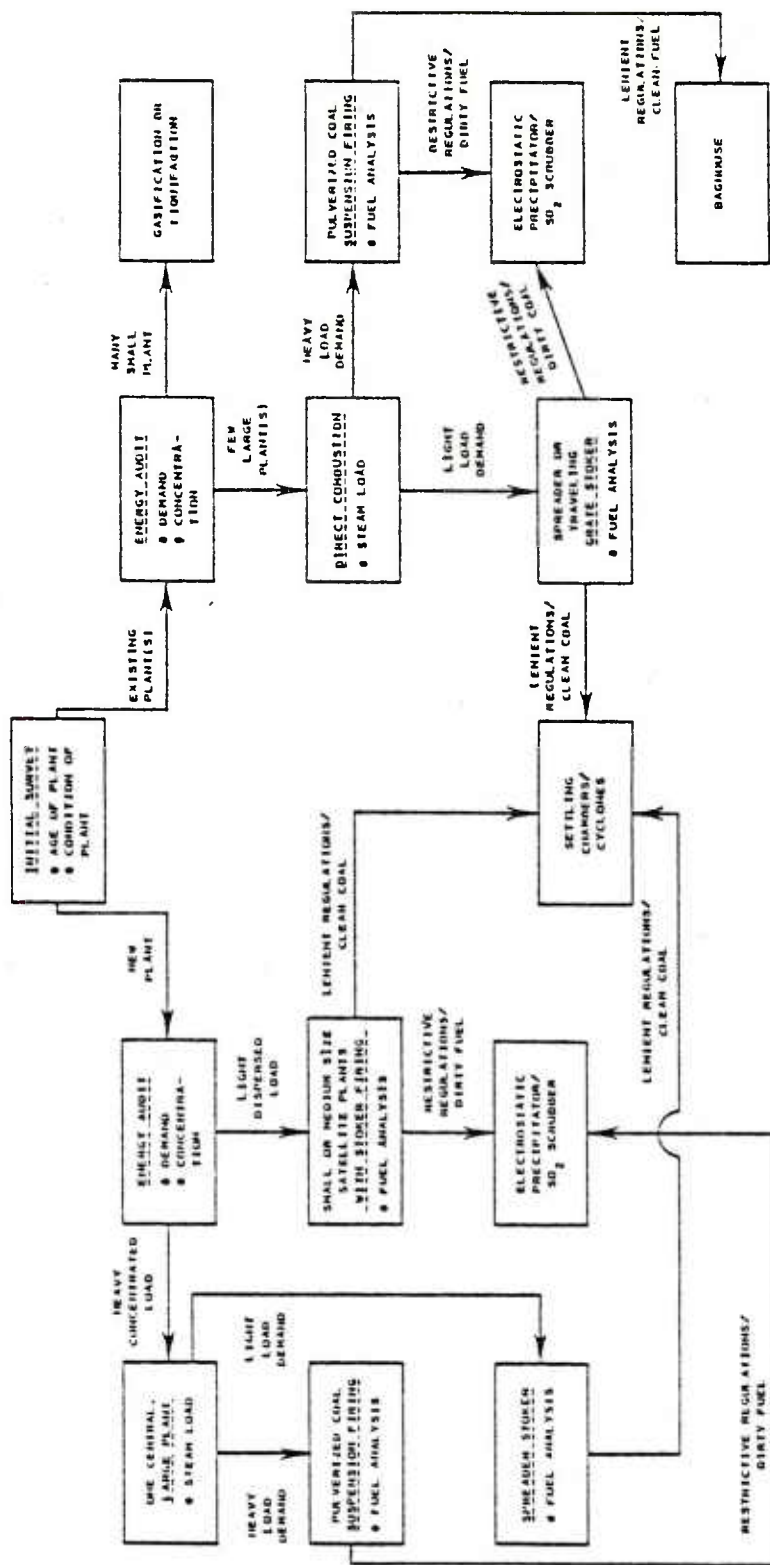 INITIAL SURVEY
• AGE OF PLANT
• CONDITION OF
PLANT
NEW
PLANT
EXISTING
PLANT(S)
ENERGY AUDIT
• DEMAND
• CONCENTRA-
TION
ENERGY AUDIT
• DEMAND
• CONCENTRA-
TION
HEAVY
CONCENTRATED
LOAD
LIGHT
DISPERSED
LOAD
FEW
LARGE
PLANT(S)
MANY
SMALL
PLANT
GASIFICATION OR
LIQUIFACTION
ONE CENTRAL,
LARGE PLANT
• STEAM LOAD
HEAVY
LOAD
DEMAND
LIGHT
LOAD
DEMAND
PULVERIZED COAL
SUSPENSION FIRING
• FUEL ANALYSIS
SMALL OR MEDIUM SIZE
SATELLITE PLANTS
WITH STOKER FIRING
• FUEL ANALYSIS
LENIENT REGULATIONS/
CLEAN COAL
RESTRICTIVE
REGULATIONS/
DIRTY FUEL
DIRECT COMBUSTION
• STEAM LOAD
HEAVY
LOAD
DEMAND
LIGHT
LOAD
DEMAND
PULVERIZED COAL
SUSPENSION FIRING
• FUEL ANALYSIS
RESTRICTIVE
REGULATIONS/
DIRTY FUEL
SPREADER STOKER
• FUEL ANALYSIS
ELECTROSTATIC
PRECIPITATOR/
SO2 SCRUBBER
SETTLING
CHAMBERS/
CYCLONES
LENIENT
REGULATIONS/
CLEAN COAL
SPREADER OR
TRAVELING
GRATE STOKER
• FUEL ANALYSIS
RESTRICTIVE
REGULATIONS/
DIRTY COAL
ELECTROSTATIC
PRECIPITATOR/
SO2 SCRUBBER
LENIENT REGULATIONS/
CLEAN COAL
RESTRICTIVE REGULATIONS/
DIRTY FUEL
BAGHOUSE
LENIENT
REGULATIONS/
CLEAN FUEL